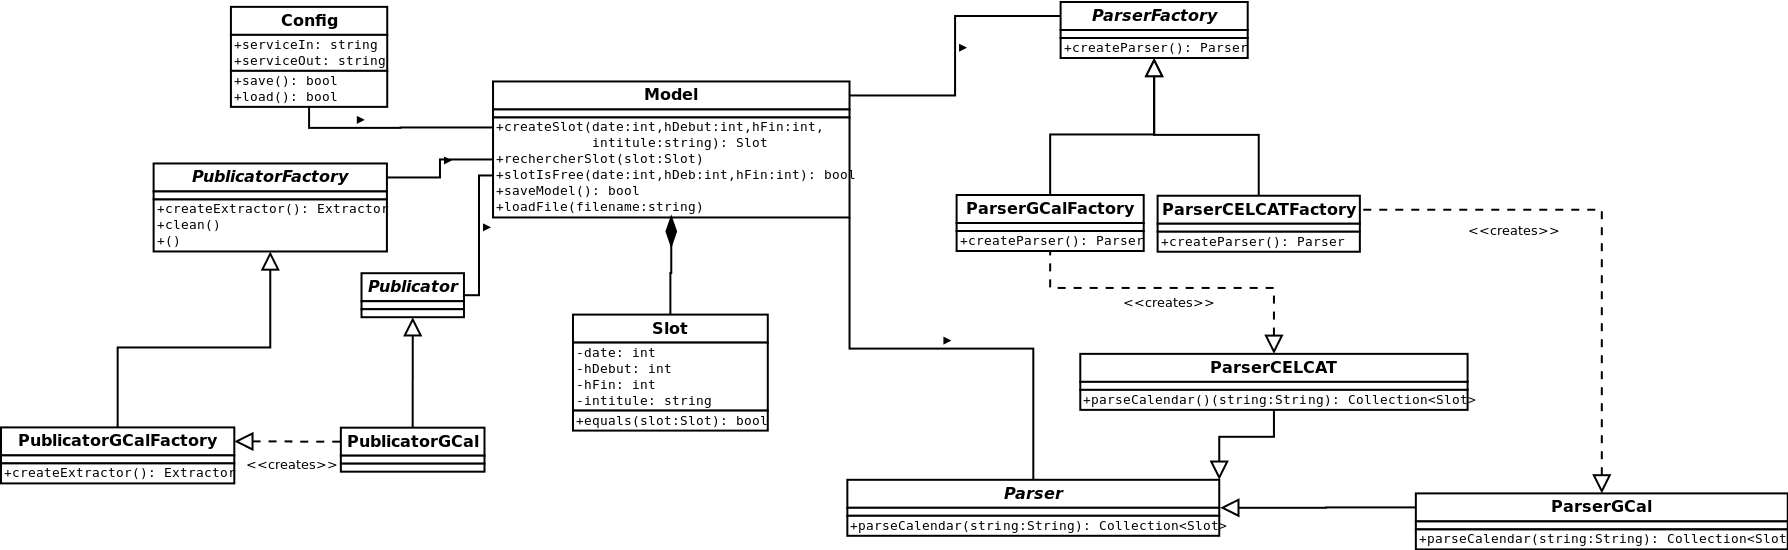 Config
+serviceIn: string
+serviceOut: string
+save(): bool
+load(): bool
ParserFactory
+createParser(): Parser
Model
+createSlot(date:int,hDebut:int,hFin:int,
intitule:string): Slot
+rechercherSlot(slot:Slot)
+slotIsFree(date:int,hDeb:int,hFin:int): bool
+saveModel(): bool
+loadFile(filename:string)
PublicatorFactory
+createExtractor(): Extractor
+clean()
+()
ParserGCalFactory
+createParser(): Parser
ParserCELCATFactory
+createParser(): Parser
<<creates>>
<<creates>>
Publicator
Slot
-date: int
-hDebut: int
-hFin: int
-intitule: string
+equals(slot:Slot): bool
ParserCELCAT
+parseCalendar()(string:String): Collection<Slot>
PublicatorGCalFactory
+createExtractor(): Extractor
<<creates>>
PublicatorGCal
Parser
+parseCalendar(string:String): Collection<Slot>
ParserGCal
+parseCalendar(string:String): Collection<Slot